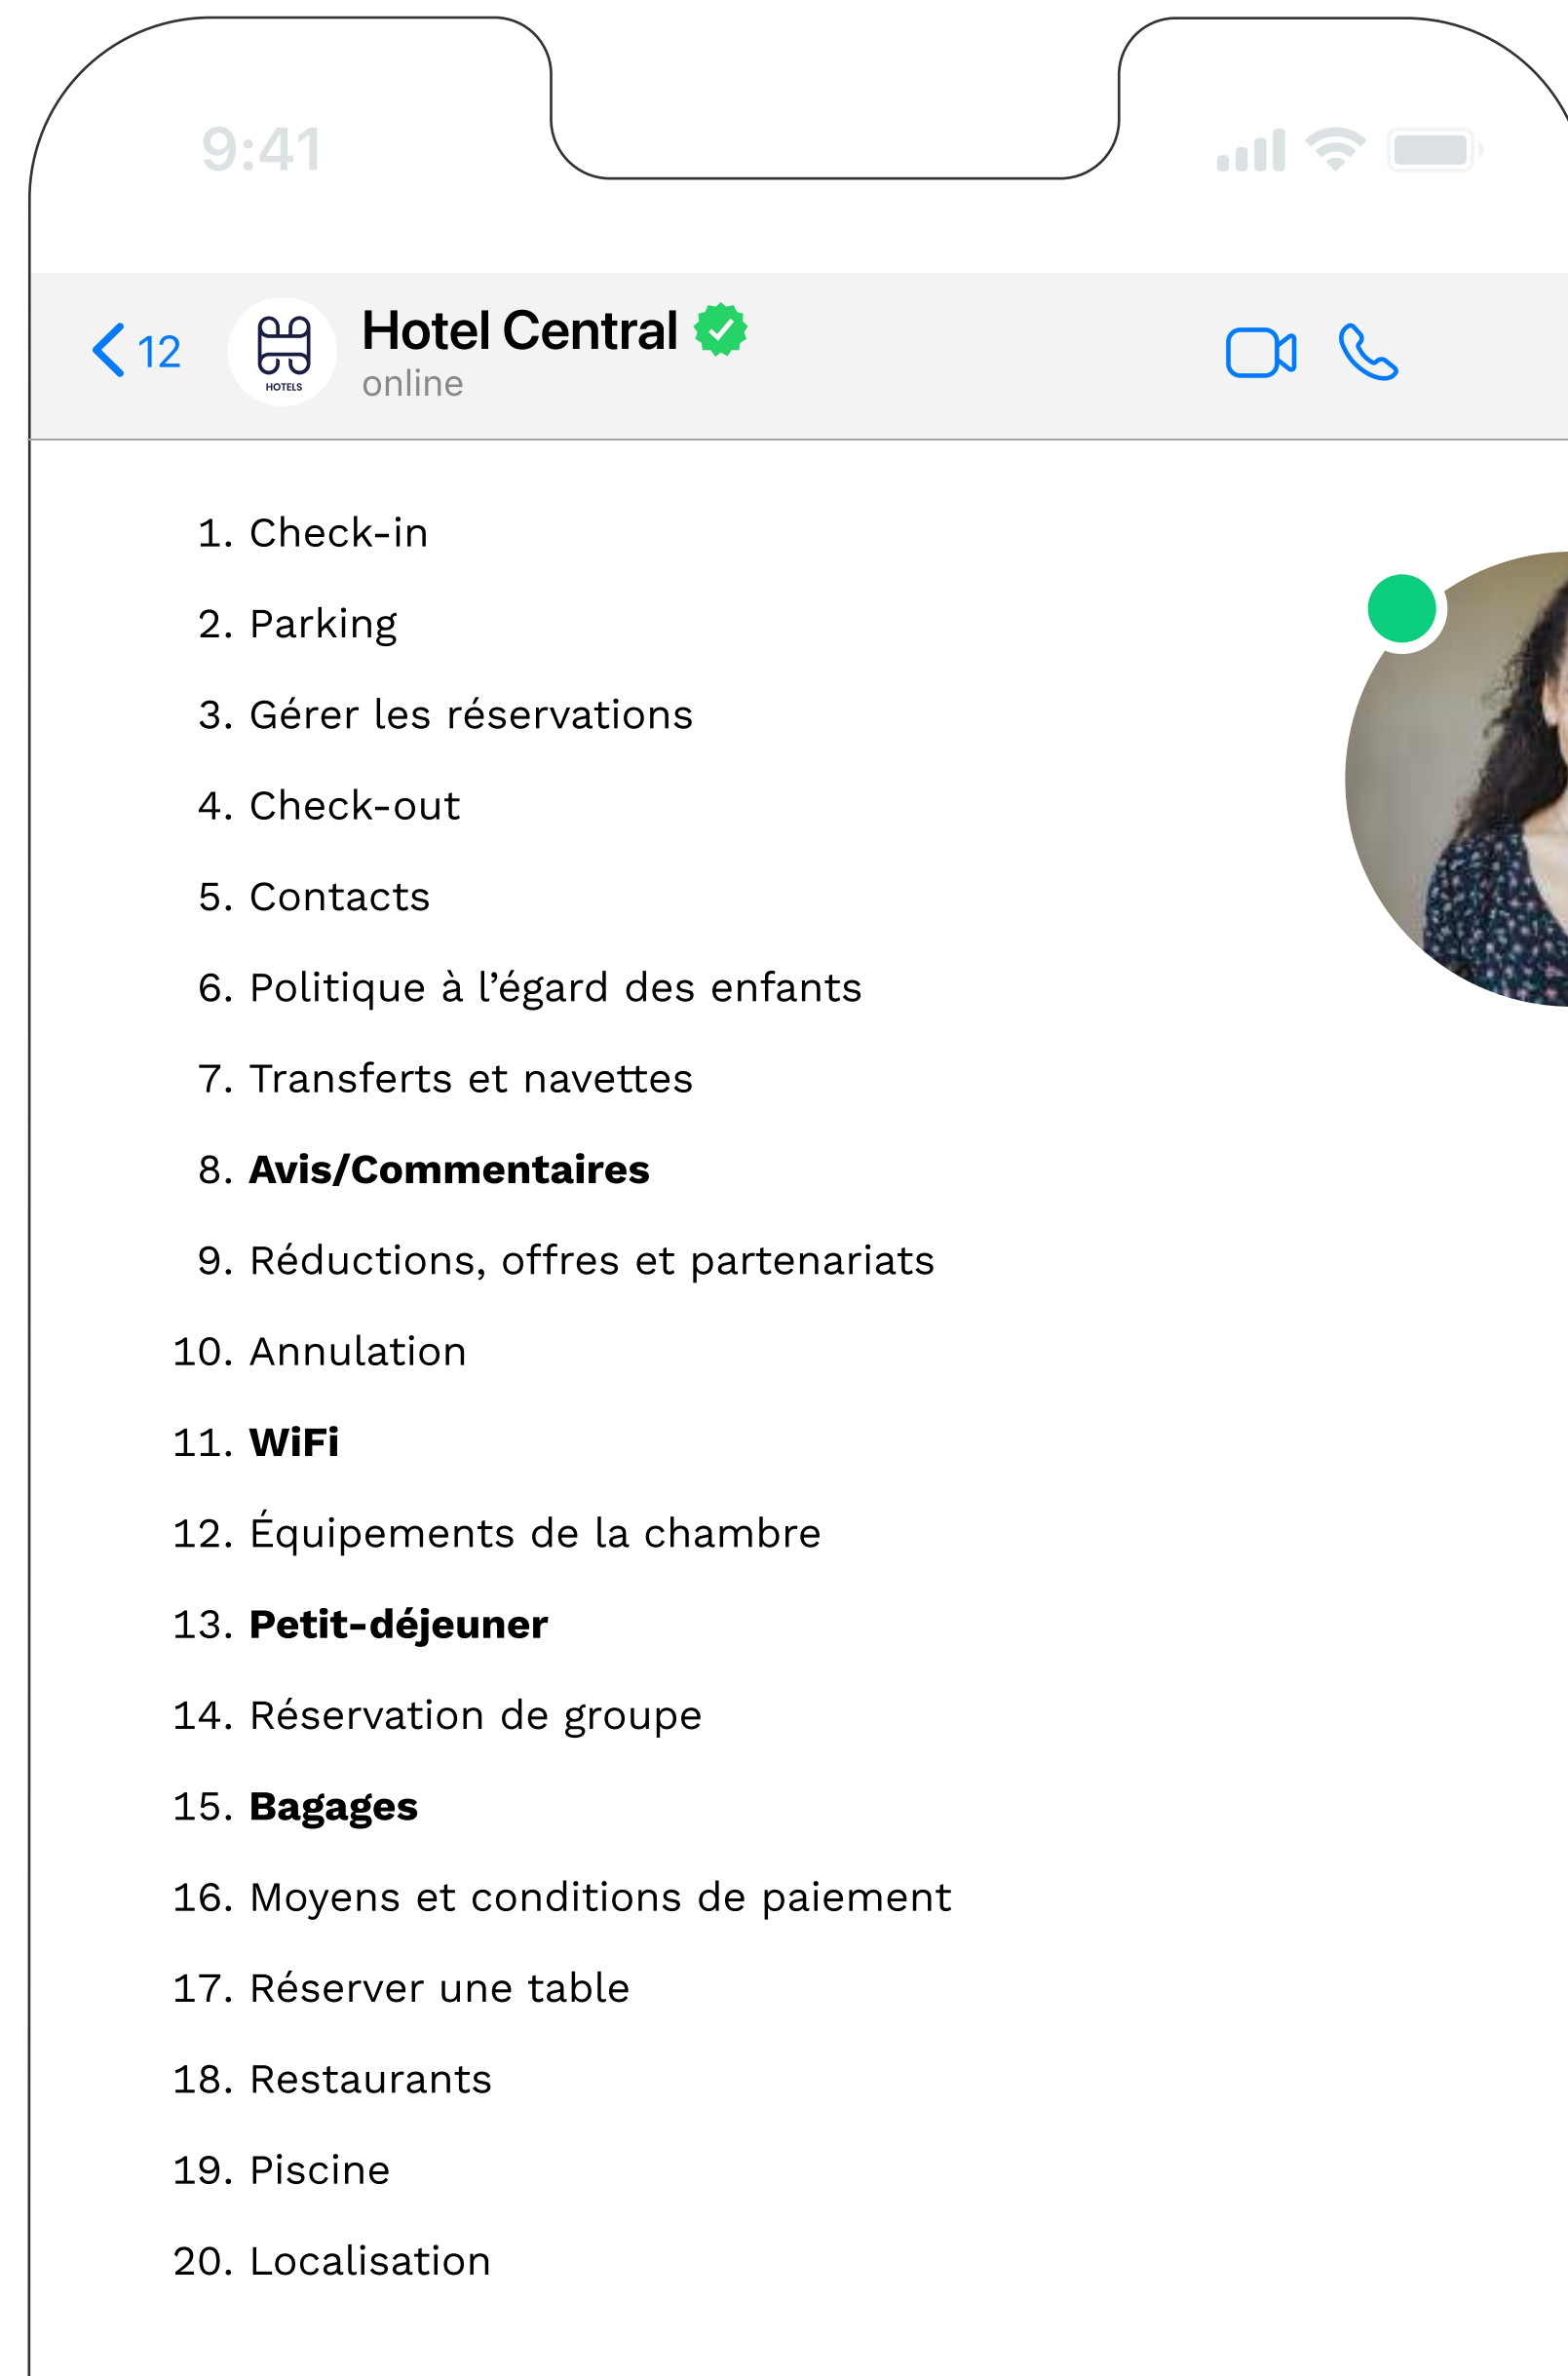 9:41
12
Hotel Central
online
HOTELS
1. Check-in
2. Parking
3. Gérer les réservations
4. Check-out
5. Contacts
6. Politique à l’égard des enfants
7. Transferts et navettes
8. Avis/Commentaires
9. Réductions, offres et partenariats
10. Annulation
11. WiFi
12. Équipements de la chambre
13. Petit-déjeuner
14. Réservation de groupe
15. Bagages
16. Moyens et conditions de paiement
17. Réserver une table
18. Restaurants
19. Piscine
20. Localisation